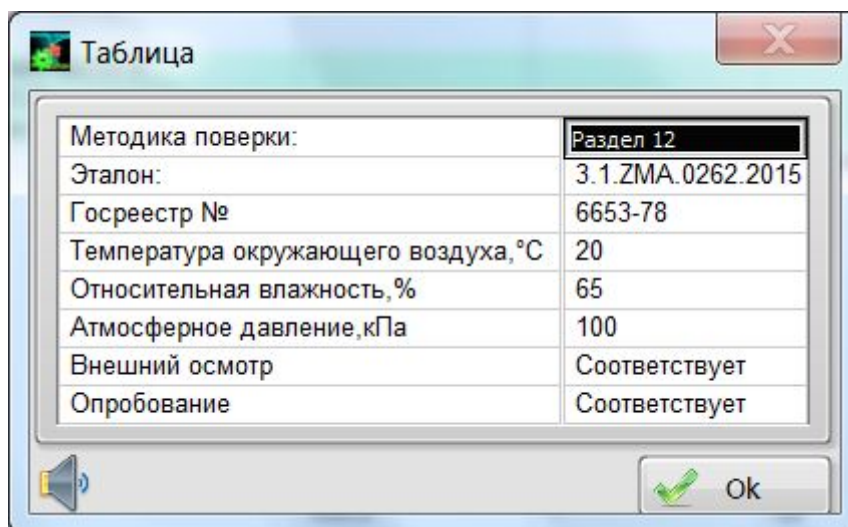 Таблица
Методика поверки: Раздел 12
Эталон: 3.1.ZMA.0262.2015
Госреестр № 6653-78
Температура окружающего воздуха,°С 20
Относительная влажность,% 65
Атмосферное давление,кПа 100
Внешний осмотр Соответствует
Опробование Соответствует
Ok